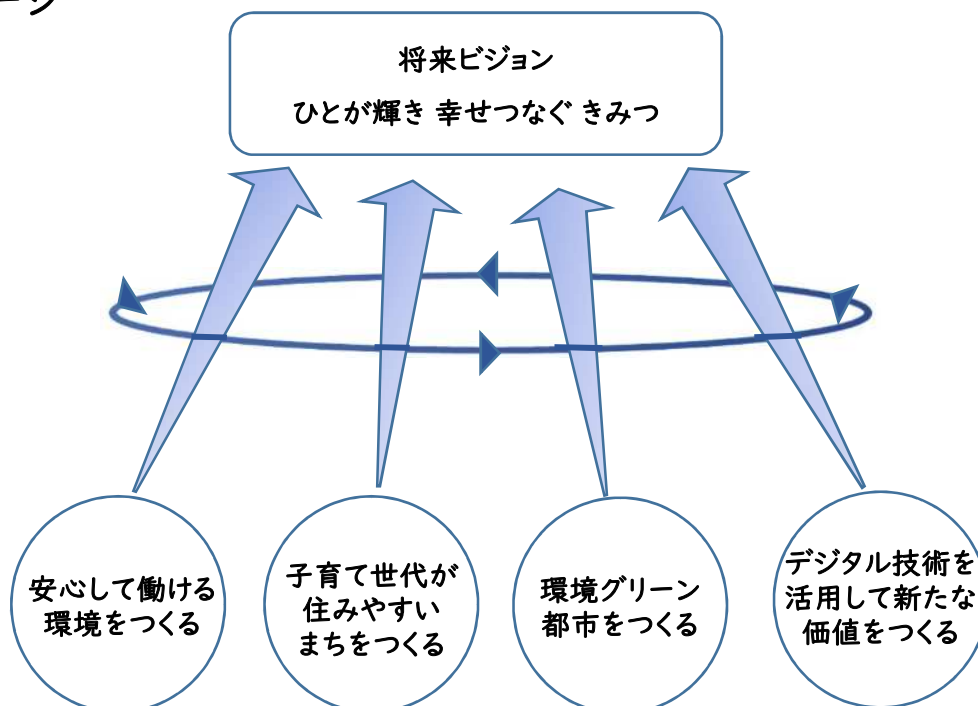 将来ビジョン
ひとが輝き 幸せつなぐ きみつ
安心して働ける
環境をつくる
子育て世代が
住みやすい
まちをつくる
環境グリーン
都市をつくる
デジタル技術を
活用して新たな
価値をつくる